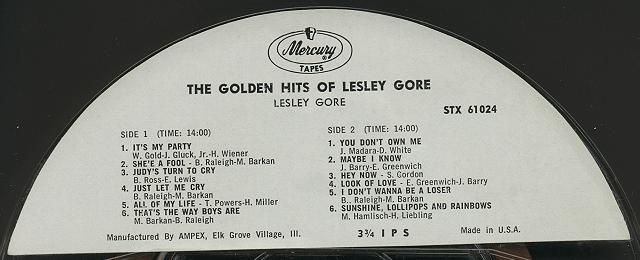 Mercury
TAPES
THE GOLDEN HITS OF LESLEY GORE
LESLEY GORE
STX 61024
SIDE 1 (TIME: 14:00)
1. IT'S MY PARTY
W. Gold-J. Gluck, Jr.-H. Wiener
2. SHE'E A FOOL - B. Raleigh-M. Barkan
3. JUDY'S TURN TO CRY
B. Ross-E. Lewis
4. JUST LET ME CRY
B. Raleigh-M. Barkan
5. ALL OF MY LIFE - T. Powers-H. Miller
6. THAT'S THE WAY BOYS ARE
M. Barkan-B. Raleigh
SIDE 2 (TIME: 14:00)
1. YOU DON'T OWN ME
J. Madara-D. White
2. MAYBE I KNOW
J. Barry-E. Greenwich
3. HEY NOW - S. Gordon
4. LOOK OF LOVE - E. Greenwich-J. Barry
5. I DON'T WANNA BE A LOSER
B.. Raleigh-M. Barkan
6. SUNSHINE, LOLLIPOPS AND RAINBOWS
M. Hamlisch-H. Liebling
Manufactured By AMPEX, Elk Grove Village, Ill.
3¾ I P S
Made in U.S.A.